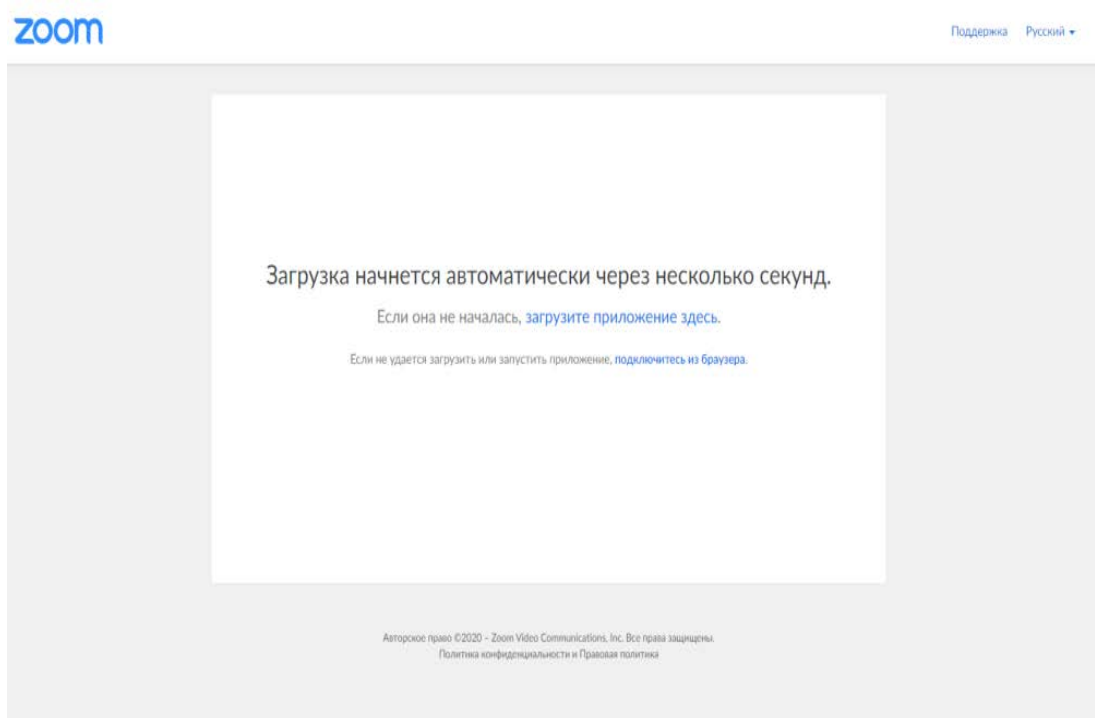 zoom
Поддержка Русский
Загрузка начнется автоматически через несколько секунд.
Если она не началась, загрузите приложение здесь.
Если не удается загрузить или запустить приложение, подключитесь из браузера.
Авторское право ©2020 – Zoom Video Communications, Inc. Все права защищены.
Политика конфиденциальности и Правовая политика